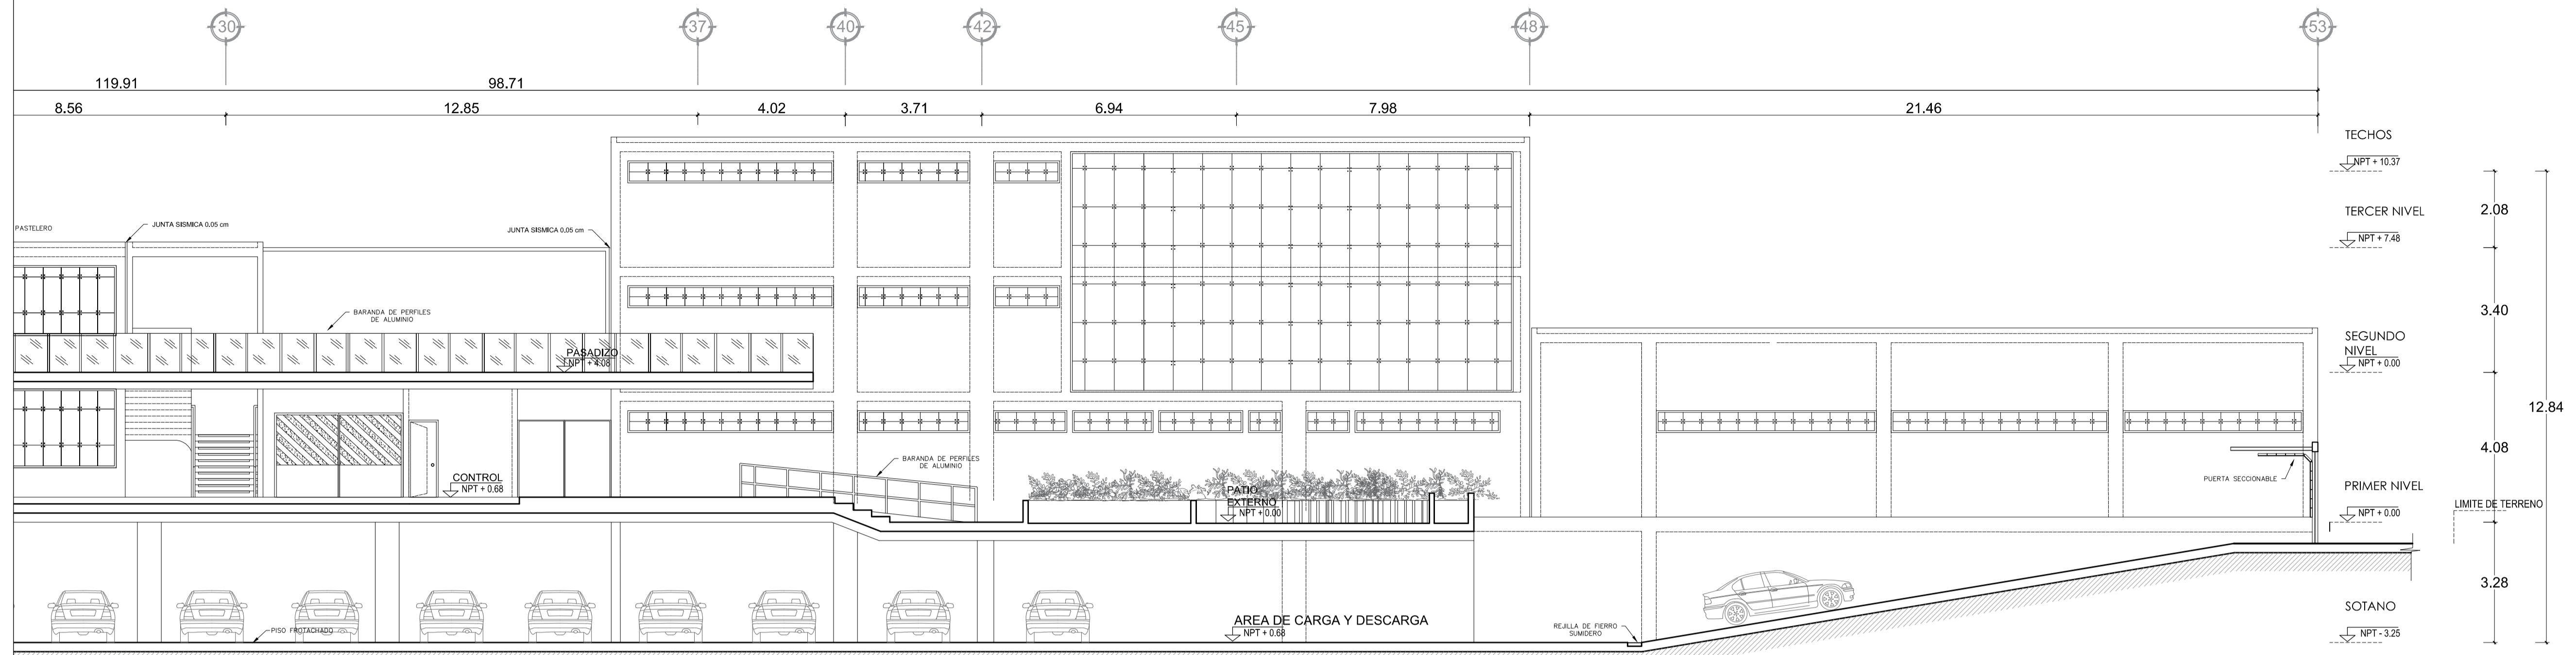 30
37
40
42
45
48
53
119.91
98.71
8.56
12.85
4.02
3.71
6.94
7.98
21.46
TECHOS
NPT + 10.37
2.08
TERCER NIVEL
NPT + 7.48
PASTELERO
JUNTA SISMICA 0.05 cm
JUNTA SISMICA 0.05 cm
BARANDA DE PERFILES
DE ALUMINIO
3.40
SEGUNDO
NIVEL
NPT + 0.00
PASADIZO
NPT + 4.08
12.84
4.08
BARANDA DE PERFILES
DE ALUMINIO
CONTROL
NPT + 0.68
PUERTA SECCIONABLE
PATIO
EXTERNO
NPT + 0.00
PRIMER NIVEL
NPT + 0.00
LIMITE DE TERRENO
3.28
AREA DE CARGA Y DESCARGA
NPT + 0.68
PISO FROTACHADO
REJILLA DE FIERRO
SUMIDERO
SOTANO
NPT - 3.25